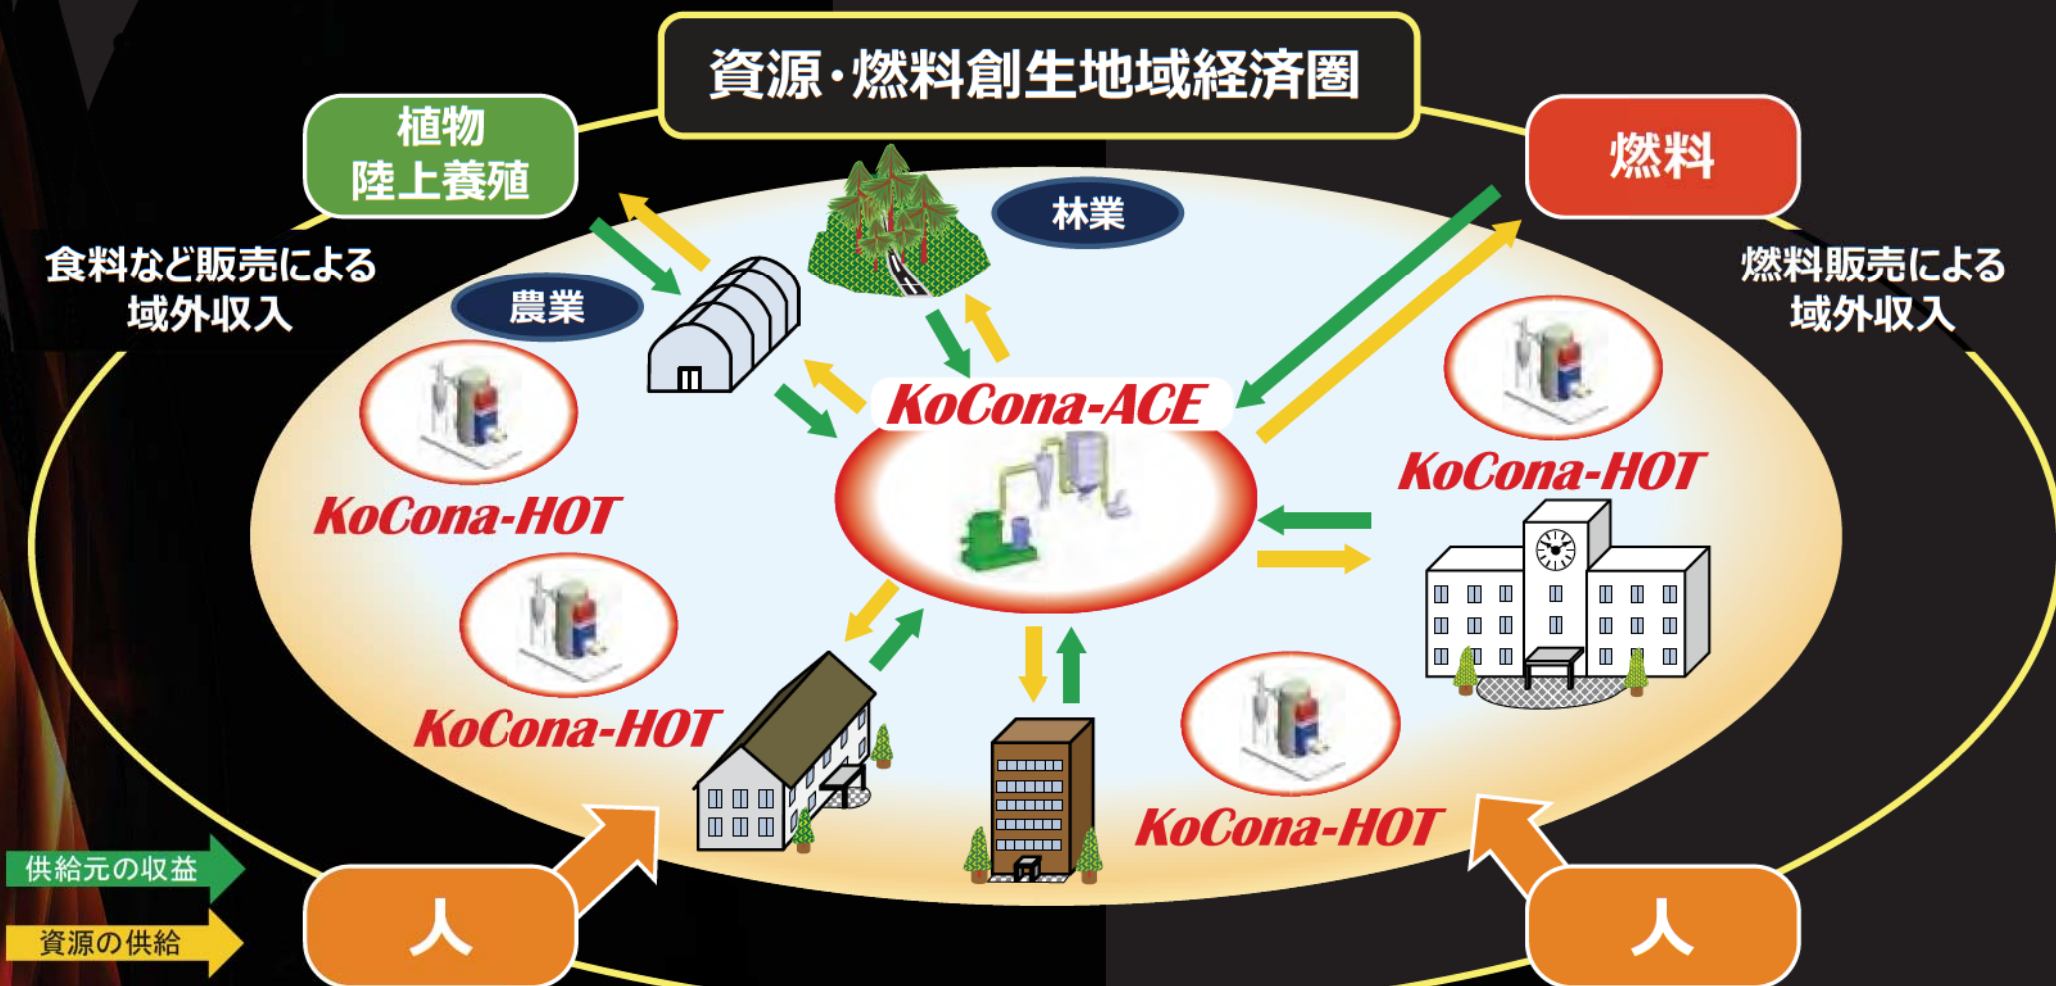 資源・燃料創生地域経済圏
植物
陸上養殖
燃料
林業
食料など販売による
域外収入
農業
燃料販売による
域外収入
KoCona-ACE
KoCona-HOT
KoCona-HOT
KoCona-HOT
KoCona-HOT
供給元の収益
資源の供給
人
人